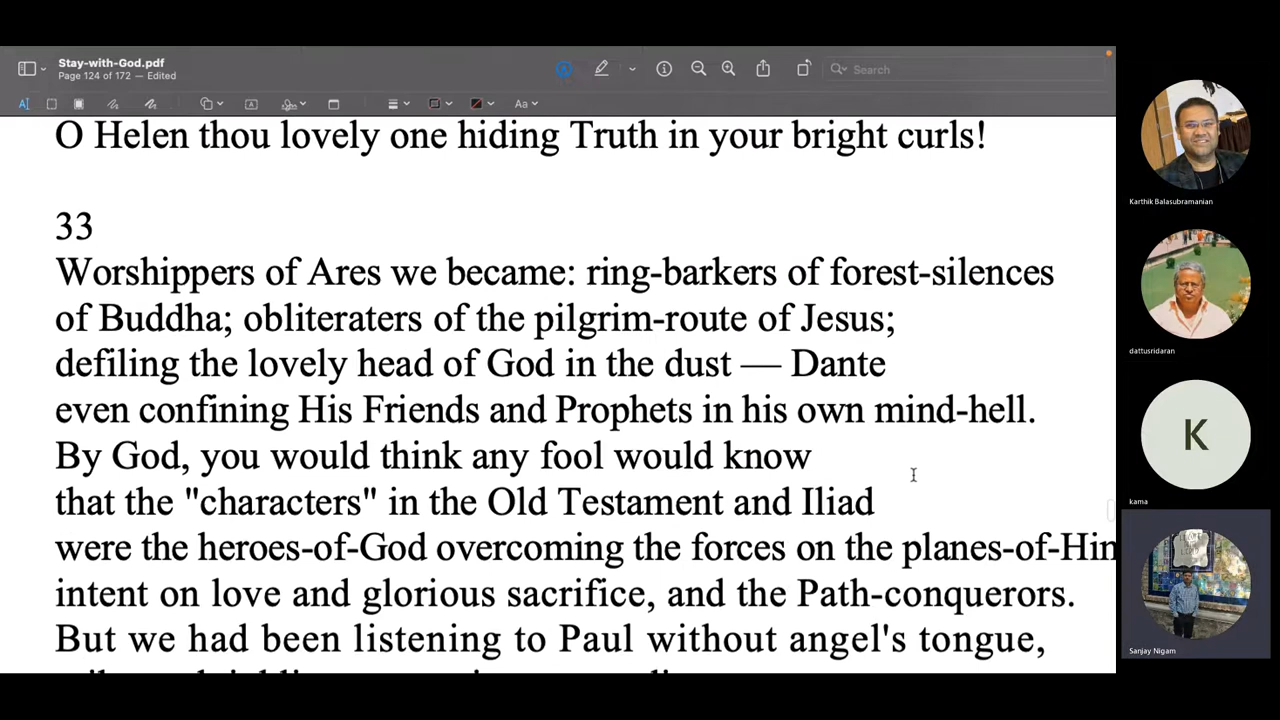 Stay-with-God.pdf
Page 124 of 172 — Edited
Search
Aa
O Helen thou lovely one hiding Truth in your bright curls!
33
Worshippers of Ares we became: ring-barkers of forest-silences
of Buddha; obliteraters of the pilgrim-route of Jesus;
defiling the lovely head of God in the dust — Dante
even confining His Friends and Prophets in his own mind-hell.
By God, you would think any fool would know
that the "characters" in the Old Testament and Iliad
were the heroes-of-God overcoming the forces on the
intent on love and glorious sacrifice, and the Path-conquerors.
But we had been listening to Paul without angel's tongue,
Karthik Balasubramanian
dattusridaran
K
kama
Sanjay Nigam